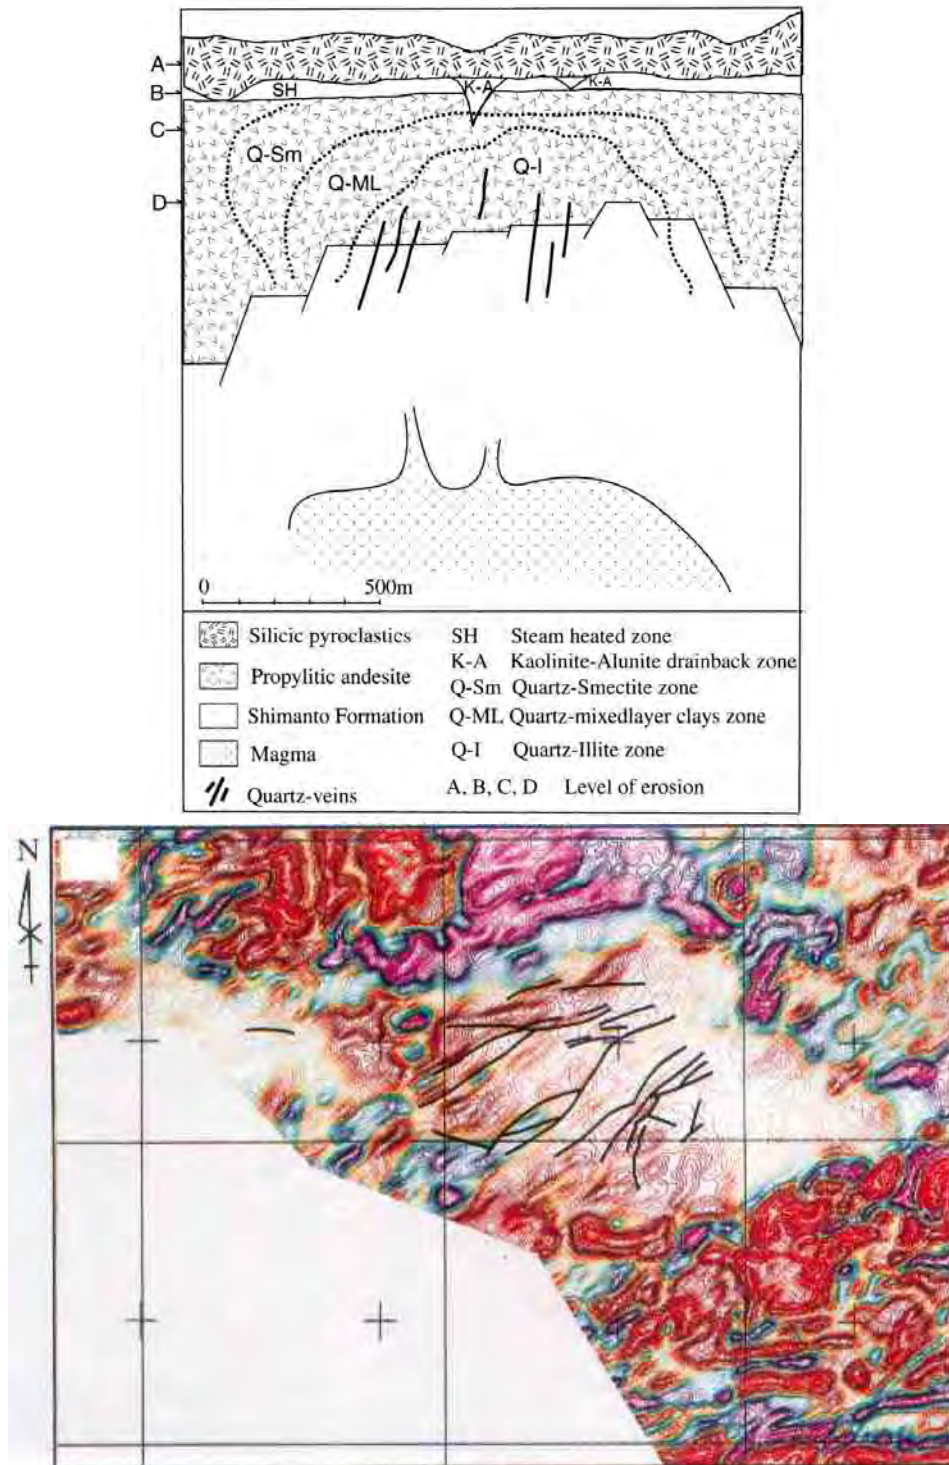 A
B
C
D
SH
K-A
K-A
Q-Sm
Q-ML
Q-I
0 500m
Silicic pyroclastics
Propylitic andesite
Shimanto Formation
Magma
Quartz-veins
SH Steam heated zone
K-A Kaolinite-Alunite drainback zone
Q-Sm Quartz-Smectite zone
Q-ML Quartz-mixedlayer clays zone
Q-I Quartz-Illite zone
A, B, C, D Level of erosion
N